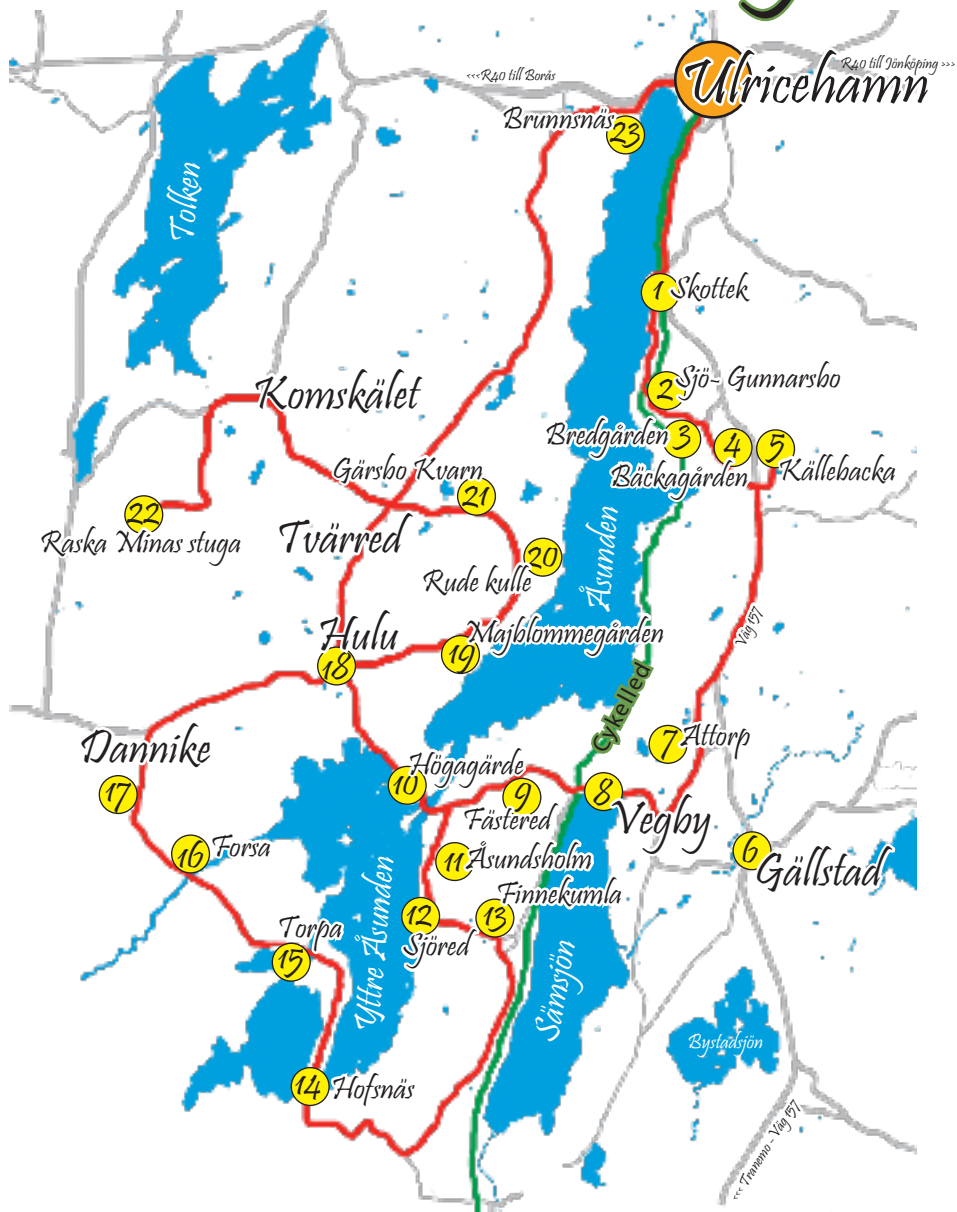 Ulricehamn
<<<R40 till Borås
R40 till Jönköping >>>
Brunnsnäs
23
Tolken
1 Skottek
2 Sjö- Gunnarsbo
Komskälet
Bredgården 3
4
5
Bäckagården
Källebacka
Gärsbo Kvarn
21
22
Raska Minas stuga
Tvärred
20
Rude kulle
Åsunden
Väg 157
Hulu
18
Majblommegården
19
Cykelled
Dannike
17
7 Attorp
Högagärde
10
9
Fästered
8
Vegby
16 Forsa
11 Åsundsholm
6
Gällstad
Finnekumla
12
13
Sjöred
Torpa
15
Yttre Åsunden
Sämsjön
Bystadsjön
14 Hofsnäs
<<< Tranemo - Väg 157